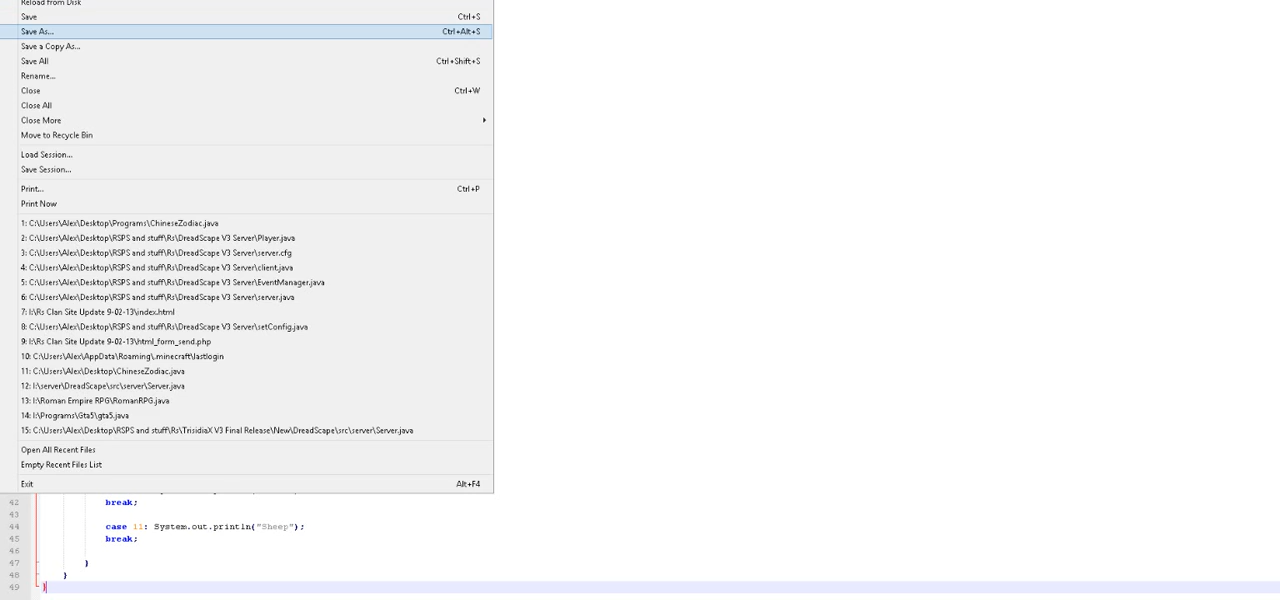 Reload from Disk
Save Ctrl+S
Save As... Ctrl+Alt+S
Save a Copy As...
Save All Ctrl+Shift+S
Rename...
Close Ctrl+W
Close All
Close More
Move to Recycle Bin
Load Session...
Save Session...
Print... Ctrl+P
Print Now
1: C:\Users\Alex\Desktop\Programs\ChineseZodiac.java
2: C:\Users\Alex\Desktop\RSPS and stuff\Rs\DreadScape V3 Server\Player.java
3: C:\Users\Alex\Desktop\RSPS and stuff\Rs\DreadScape V3 Server\server.cfg
4: C:\Users\Alex\Desktop\RSPS and stuff\Rs\DreadScape V3 Server\client.java
5: C:\Users\Alex\Desktop\RSPS and stuff\Rs\DreadScape V3 Server\EventManager.java
6: C:\Users\Alex\Desktop\RSPS and stuff\Rs\DreadScape V3 Server\server.java
7: I:\Rs Clan Site Update 9-02-13\index.html
8: C:\Users\Alex\Desktop\RSPS and stuff\Rs\DreadScape V3 Server\setConfig.java
9: I:\Rs Clan Site Update 9-02-13\html_form_send.php
10: C:\Users\Alex\AppData\Roaming\.minecraft\lastlogin
11: C:\Users\Alex\Desktop\ChineseZodiac.java
12: I:\server\DreadScape\src\server\Server.java
13: I:\Roman Empire RPG\RomanRPG.java
14: I:\Programs\Gta5\gta5.java
15: C:\Users\Alex\Desktop\RSPS and stuff\Rs\TrisidiaX V3 Final Release\New\DreadScape\src\server\Server.java
Open All Recent Files
Empty Recent Files List
Exit Alt+F4
42 break;
43
44 case 11: System.out.println("Sheep");
45 break;
46
47 }
48 }
49 }